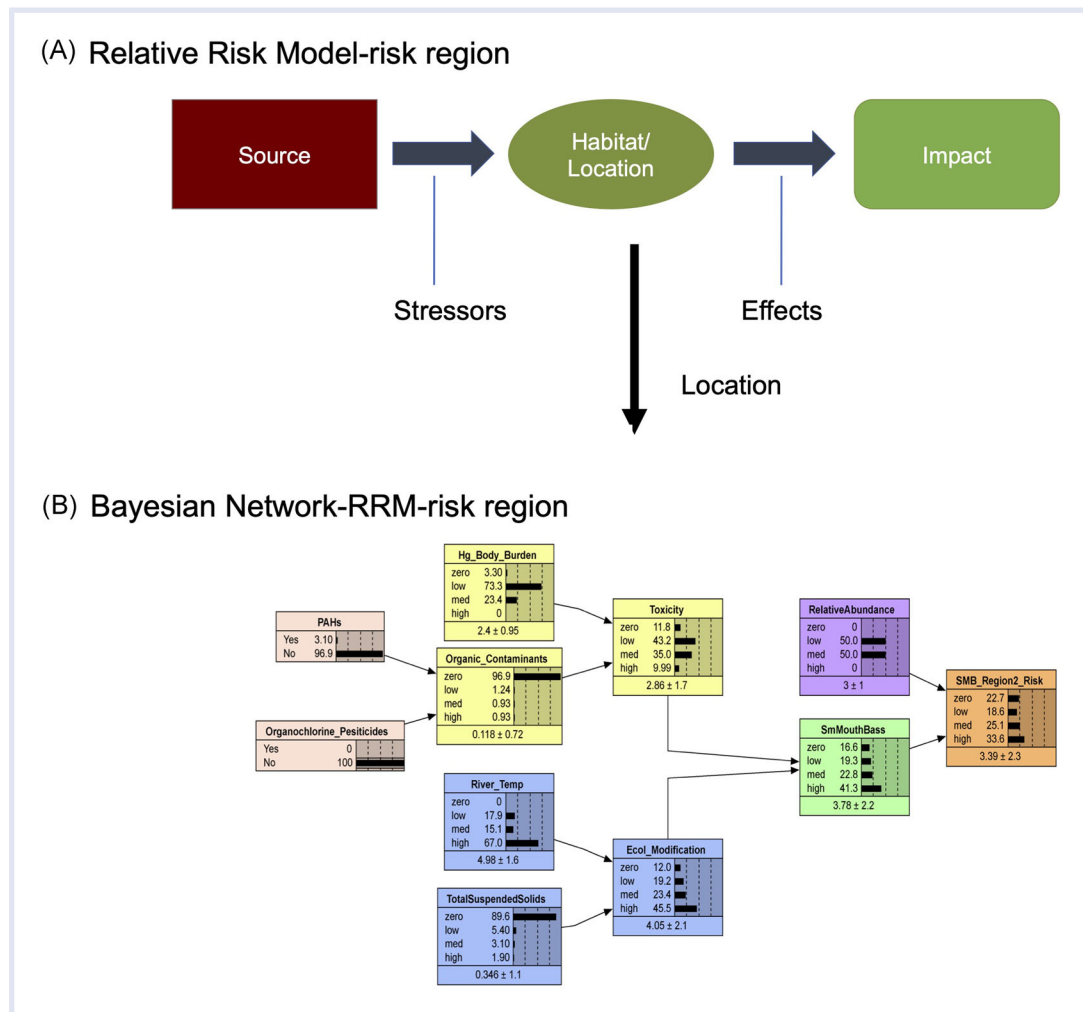 (A) Relative Risk Model-risk region
Source
Habitat/
Location
Impact
Stressors
Effects
Location
(B) Bayesian Network-RRM-risk region
Hg_Body_Burden
zero 3.30
low 73.3
med 23.4
high 0
2.4 ± 0.95
PAHs
Yes 3.10
No 96.9
Organic_Contaminants
zero 96.9
low 1.24
med 0.93
high 0.93
0.118 ± 0.72
Organochlorine_Pesiticides
Yes 0
No 100
Toxicity
zero 11.8
low 43.2
med 35.0
high 9.99
2.86 ± 1.7
RelativeAbundance
zero 0
low 50.0
med 50.0
high 0
3 ± 1
SMB_Region2_Risk
zero 22.7
low 18.6
med 25.1
high 33.6
3.39 ± 2.3
SmMouthBass
zero 16.6
low 19.3
med 22.8
high 41.3
3.78 ± 2.2
River_Temp
zero 0
low 17.9
med 15.1
high 67.0
4.98 ± 1.6
Ecol_Modification
zero 12.0
low 19.2
med 23.4
high 45.5
4.05 ± 2.1
TotalSuspendedSolids
zero 89.6
low 5.40
med 3.10
high 1.90
0.346 ± 1.1